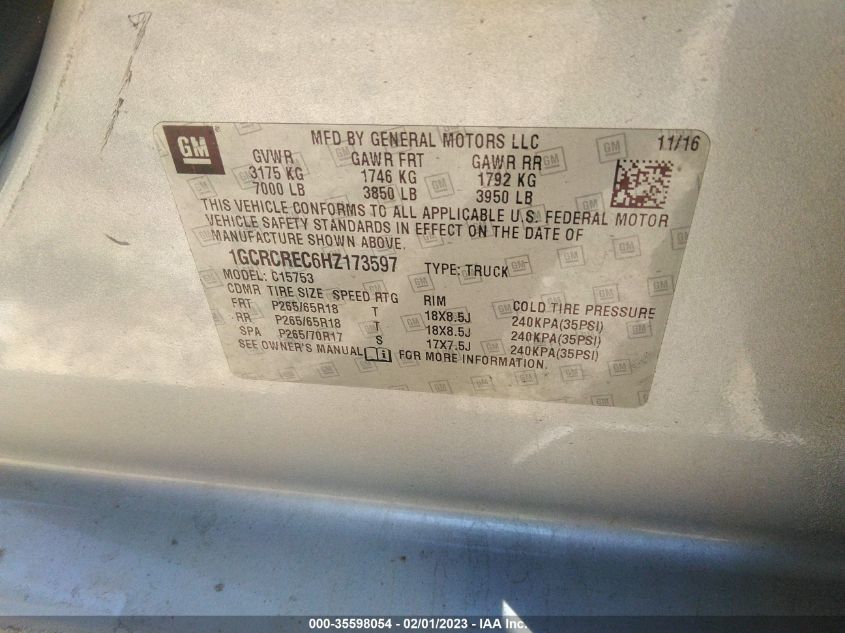 GM
MFD BY GENERAL MOTORS LLC 11/16
GVWR GAWR FRT GAWR RR
3175 KG 1746 KG 1792 KG
7000 LB 3850 LB 3950 LB
THIS VEHICLE CONFORMS TO ALL APPLICABLE U.S. FEDERAL MOTOR
VEHICLE SAFETY STANDARDS IN EFFECT ON THE DATE OF
MANUFACTURE SHOWN ABOVE.
1GCRCREC6HZ173597 TYPE: TRUCK
MODEL: C15753
CDMR TIRE SIZE SPEED RTG RIM COLD TIRE PRESSURE
FRT P265/65R18 T 18X8.5J 240KPA(35PSI)
RR P265/65R18 T 18X8.5J 240KPA(35PSI)
SPA P265/70R17 S 17X7.5J 240KPA(35PSI)
SEE OWNER'S MANUAL FOR MORE INFORMATION.
000-35598054 - 02/01/2023 - IAA Inc.